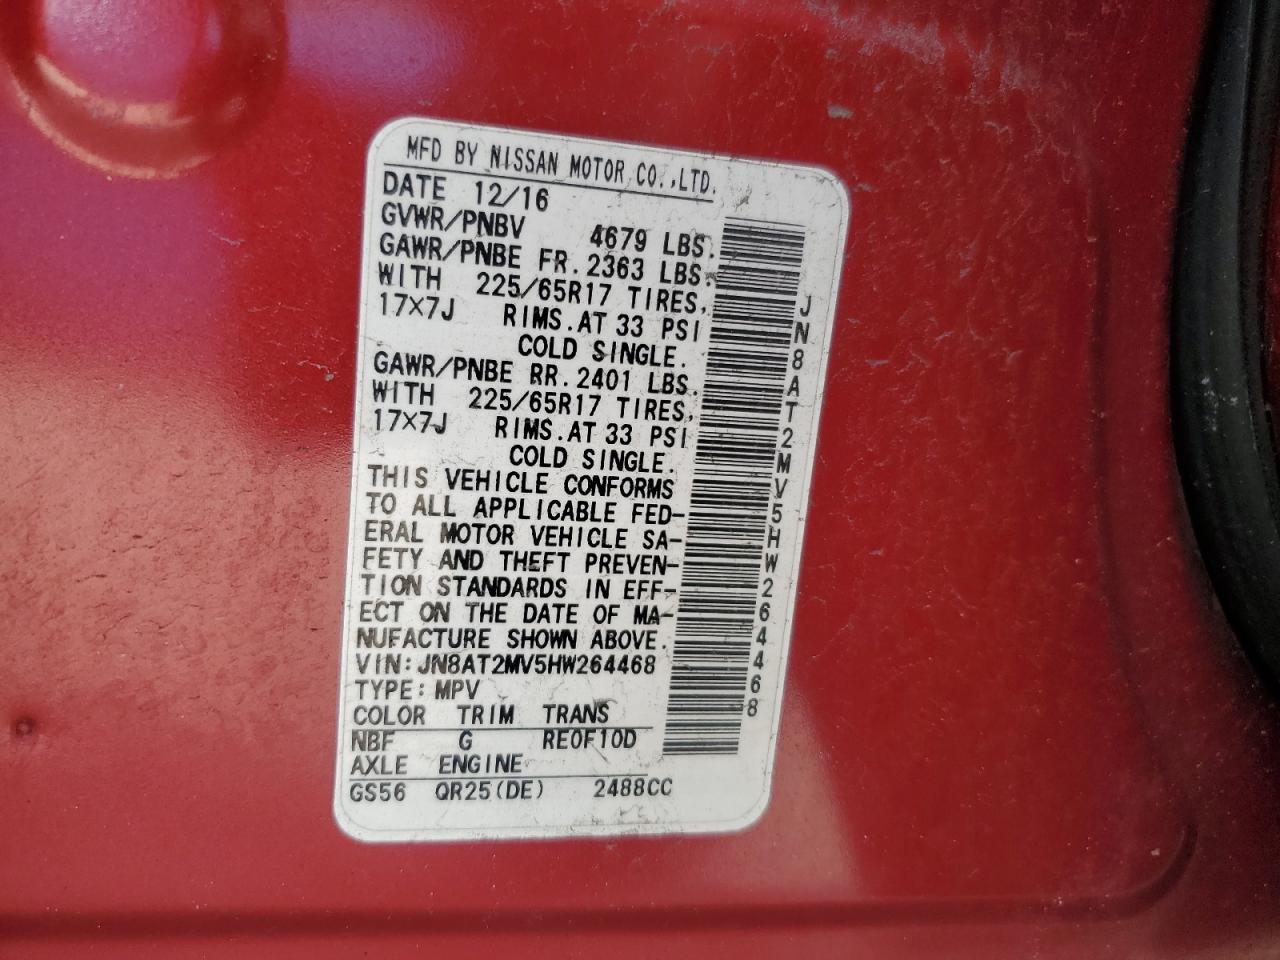 MFD BY NISSAN MOTOR CO.,LTD.
DATE 12/16
GVWR/PNBV 4679 LBS.
GAWR/PNBE FR.2363 LBS.
WITH 225/65R17 TIRES,
17X7J RIMS.AT 33 PSI
COLD SINGLE.
GAWR/PNBE RR.2401 LBS.
WITH 225/65R17 TIRES,
17X7J RIMS.AT 33 PSI
COLD SINGLE.
THIS VEHICLE CONFORMS
TO ALL APPLICABLE FED-
ERAL MOTOR VEHICLE SA-
FETY AND THEFT PREVEN-
TION STANDARDS IN EFF-
ECT ON THE DATE OF MA-
NUFACTURE SHOWN ABOVE.
VIN:JN8AT2MV5HW264468
TYPE:MPV
COLOR TRIM TRANS
NBF G RE0F10D
AXLE ENGINE
GS56 QR25(DE) 2488CC
JN8AT2MV5HW264468